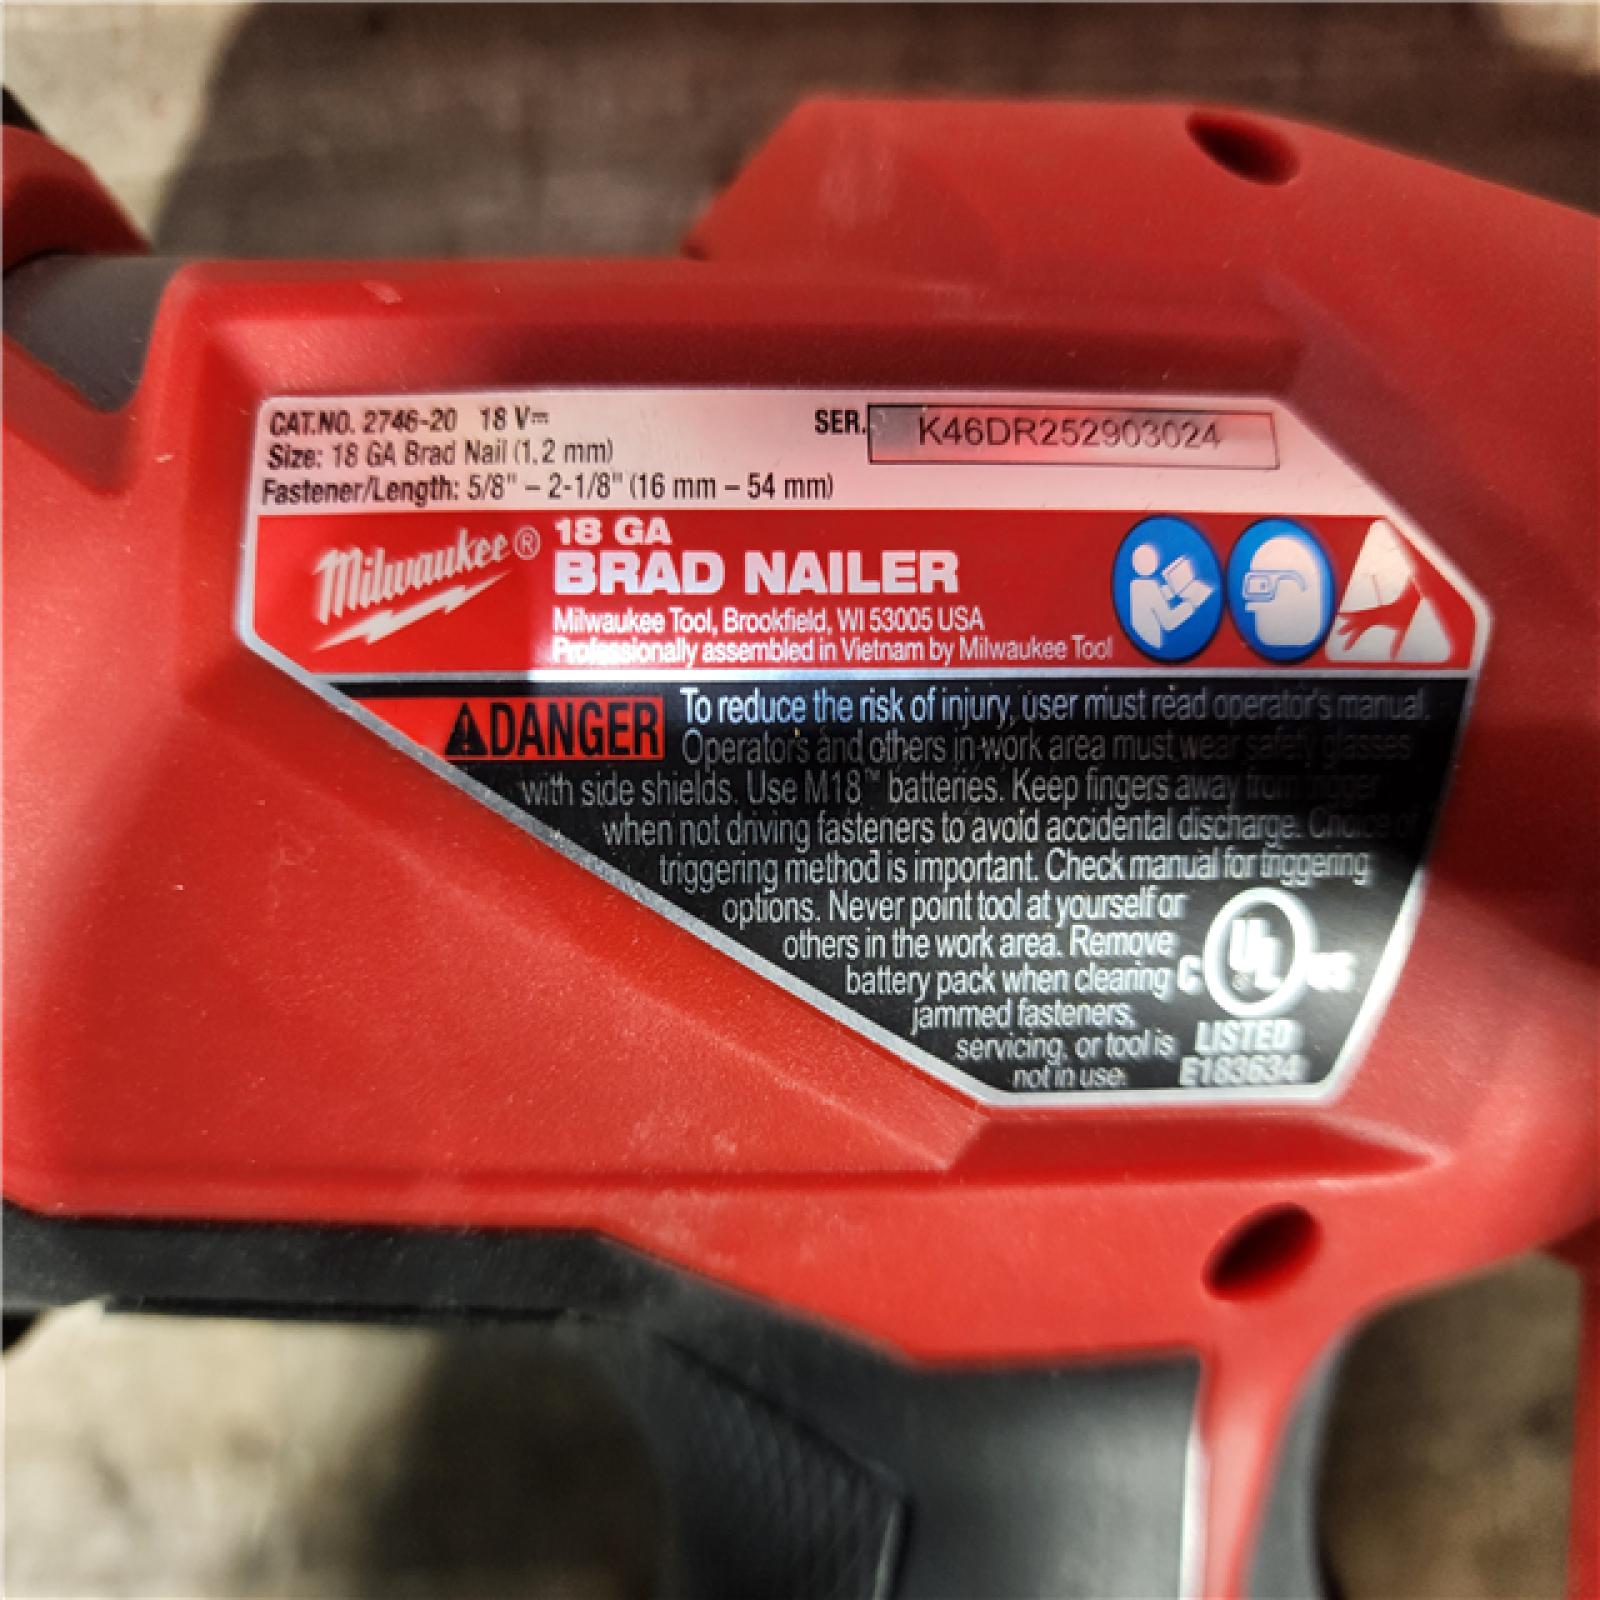 CAT.NO. 2746-20 18 V⎓ SER. K46DR252903024
Size: 18 GA Brad Nail (1.2 mm)
Fastener/Length: 5/8" – 2-1/8" (16 mm – 54 mm)
Milwaukee® 18 GA
BRAD NAILER
Milwaukee Tool, Brookfield, WI 53005 USA
Professionally assembled in Vietnam by Milwaukee Tool
DANGER To reduce the risk of injury, user must read operator's manual.
Operators and others in work area must wear safety glasses
with side shields. Use M18™ batteries. Keep fingers away from trigger
when not driving fasteners to avoid accidental discharge. Choice of
triggering method is important. Check manual for triggering
options. Never point tool at yourself or
others in the work area. Remove
battery pack when clearing
jammed fasteners,
servicing, or tool is
not in use.
C UL US
LISTED
E183634